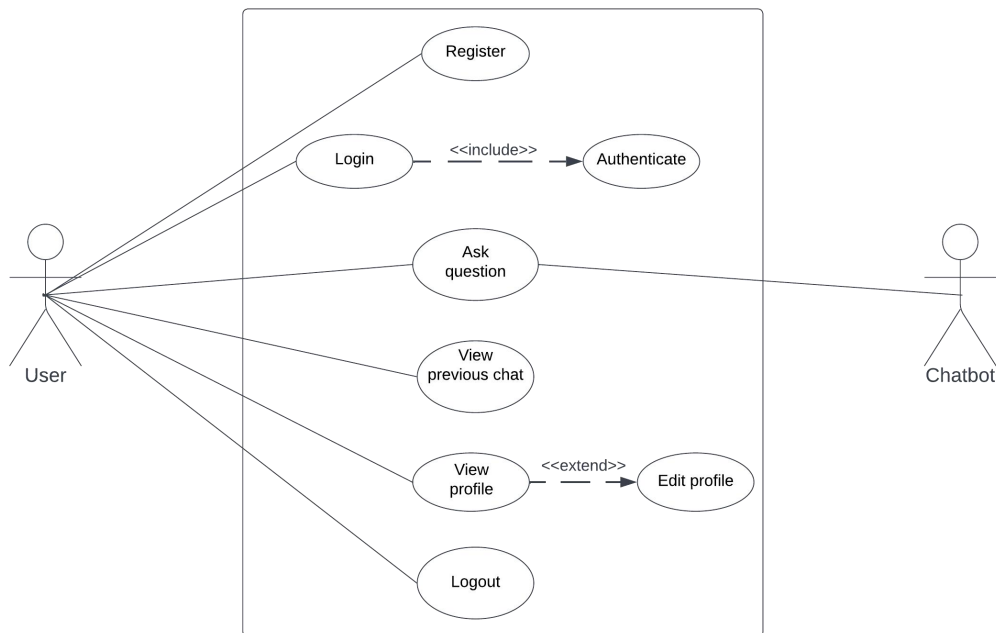 Register
Login
<<include>>
Authenticate
Ask
question
View
previous chat
User
Chatbot
View
profile
<<extend>>
Edit profile
Logout